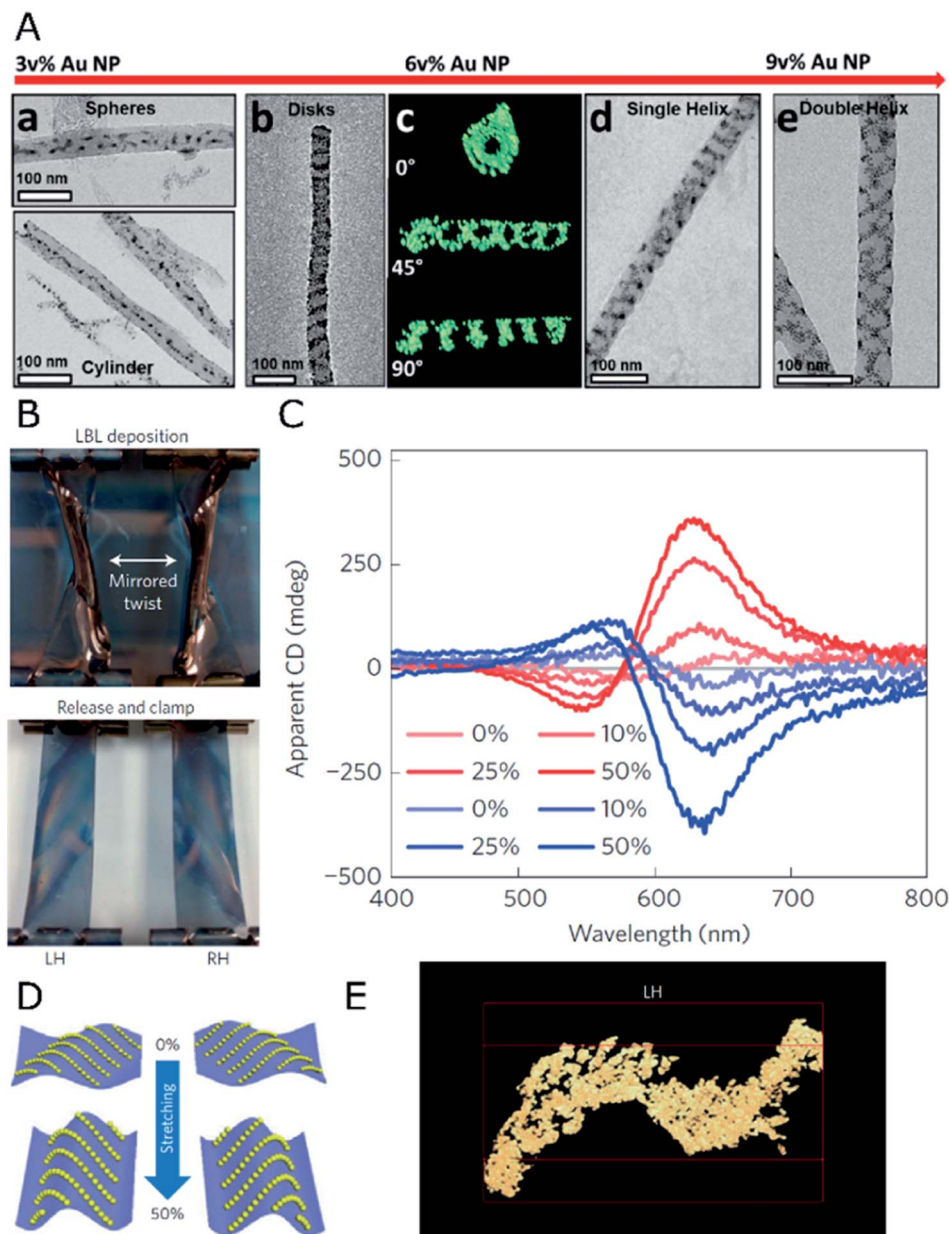 A
3v% Au NP 6v% Au NP 9v% Au NP
a Spheres
100 nm
100 nm
Cylinder
b Disks
100 nm
c
0°
45°
90°
d Single Helix
100 nm
e Double Helix
100 nm
B
LBL deposition
Mirrored
twist
Release and clamp
LH RH
C
Apparent CD (mdeg)
500
250
0
−250
−500
0% 10%
25% 50%
0% 10%
25% 50%
400 500 600 700 800
Wavelength (nm)
D
0%
Stretching
50%
E
LH